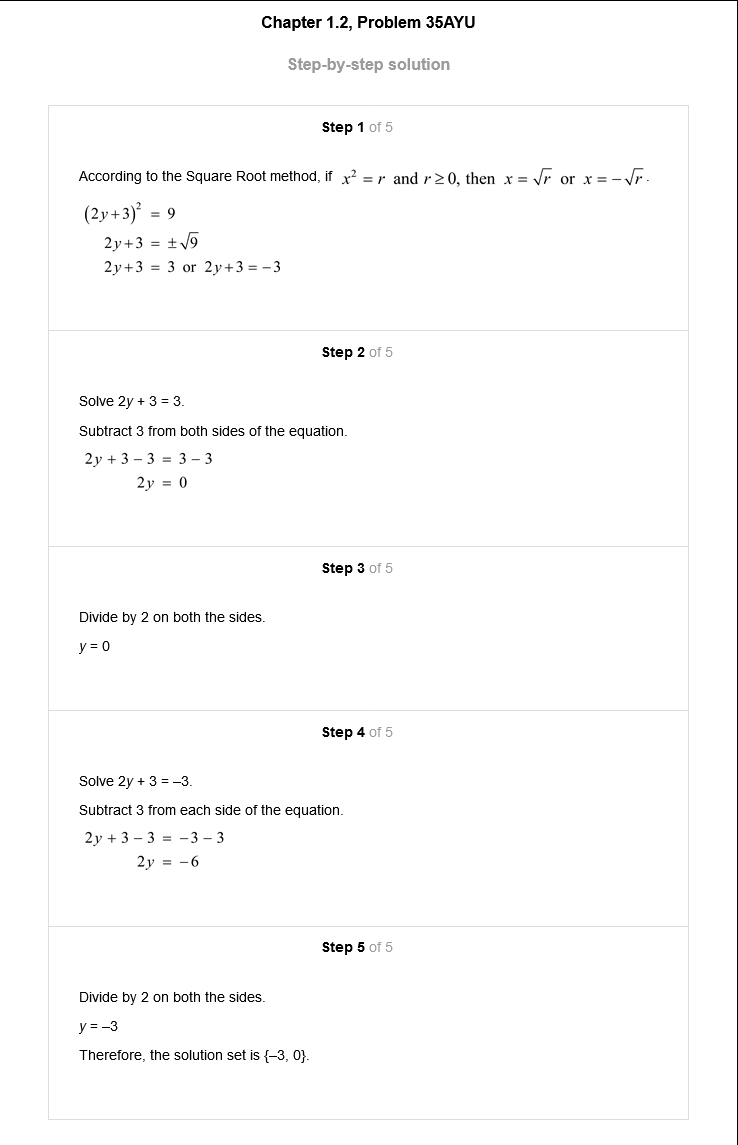 Chapter 1.2, Problem 35AYU
Step-by-step solution
Step 1 of 5
According to the Square Root method, if x² = r and r ≥ 0, then x = √r or x = −√r.
(2y+3)² = 9
2y+3 = ±√9
2y+3 = 3 or 2y+3 = −3
Step 2 of 5
Solve 2y + 3 = 3.
Subtract 3 from both sides of the equation.
2y + 3 − 3 = 3 − 3
2y = 0
Step 3 of 5
Divide by 2 on both the sides.
y = 0
Step 4 of 5
Solve 2y + 3 = –3.
Subtract 3 from each side of the equation.
2y + 3 − 3 = −3 − 3
2y = −6
Step 5 of 5
Divide by 2 on both the sides.
y = –3
Therefore, the solution set is {–3, 0}.